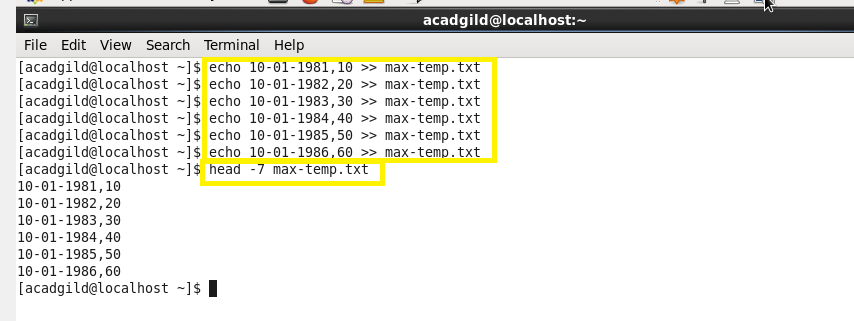 acadgild@localhost:~
File Edit View Search Terminal Help
[acadgild@localhost ~]$ echo 10-01-1981,10 >> max-temp.txt
[acadgild@localhost ~]$ echo 10-01-1982,20 >> max-temp.txt
[acadgild@localhost ~]$ echo 10-01-1983,30 >> max-temp.txt
[acadgild@localhost ~]$ echo 10-01-1984,40 >> max-temp.txt
[acadgild@localhost ~]$ echo 10-01-1985,50 >> max-temp.txt
[acadgild@localhost ~]$ echo 10-01-1986,60 >> max-temp.txt
[acadgild@localhost ~]$ head -7 max-temp.txt
10-01-1981,10
10-01-1982,20
10-01-1983,30
10-01-1984,40
10-01-1985,50
10-01-1986,60
[acadgild@localhost ~]$